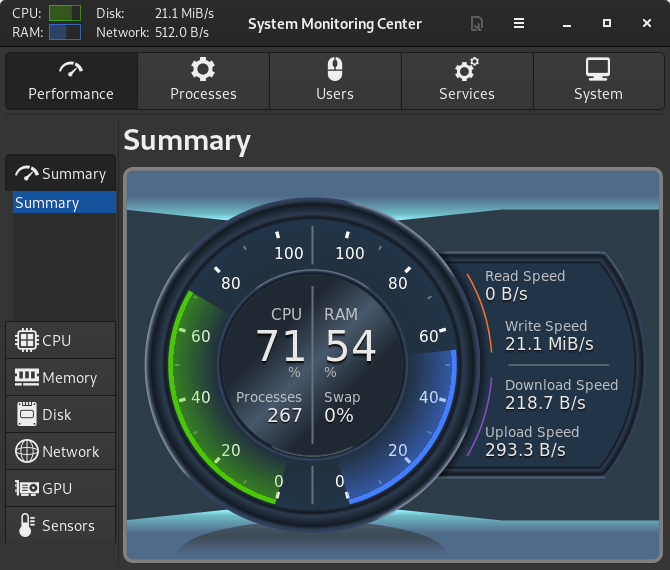 CPU: Disk: 21.1 MiB/s
RAM: Network: 512.0 B/s
System Monitoring Center
Performance Processes Users Services System
Summary
Summary
Summary
CPU
Memory
Disk
Network
GPU
Sensors
100 100
80 80
60 60
40 40
20 20
0 0
CPU RAM
71 54
% %
Processes Swap
267 0%
Read Speed
0 B/s
Write Speed
21.1 MiB/s
Download Speed
218.7 B/s
Upload Speed
293.3 B/s